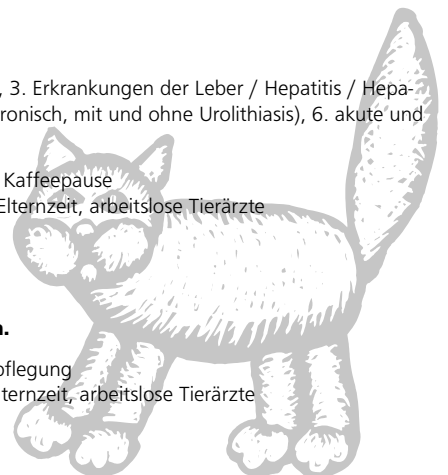 , 3. Erkrankungen der Leber / Hepatitis / Hepa-
ronisch, mit und ohne Urolithiasis), 6. akute und
Kaffeepause
Elternzeit, arbeitslose Tierärzte
n.
pflegung
lternzeit, arbeitslose Tierärzte